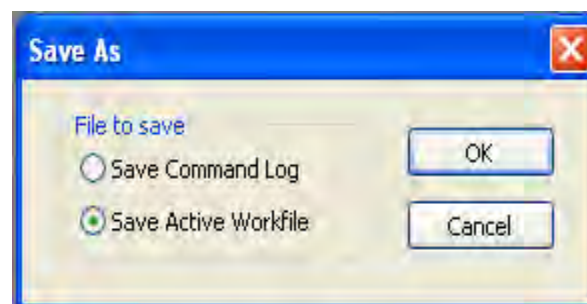 Save As
File to save
Save Command Log
Save Active Workfile
OK
Cancel